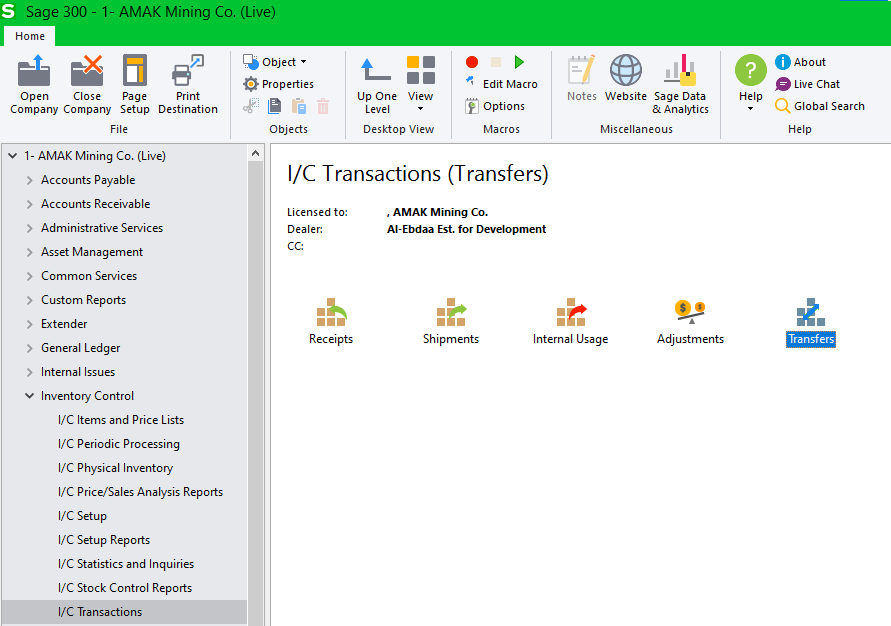 S Sage 300 - 1- AMAK Mining Co. (Live)
Home
Open Company
Close Company
Page Setup
Print Destination
File
Object
Properties
Objects
Up One Level
View
Desktop View
Edit Macro
Options
Macros
Notes
Website
Sage Data & Analytics
Miscellaneous
? Help
i About
Live Chat
Global Search
Help
1- AMAK Mining Co. (Live)
Accounts Payable
Accounts Receivable
Administrative Services
Asset Management
Common Services
Custom Reports
Extender
General Ledger
Internal Issues
Inventory Control
I/C Items and Price Lists
I/C Periodic Processing
I/C Physical Inventory
I/C Price/Sales Analysis Reports
I/C Setup
I/C Setup Reports
I/C Statistics and Inquiries
I/C Stock Control Reports
I/C Transactions
I/C Transactions (Transfers)
Licensed to: , AMAK Mining Co.
Dealer: Al-Ebdaa Est. for Development
CC:
Receipts
Shipments
Internal Usage
Adjustments
Transfers